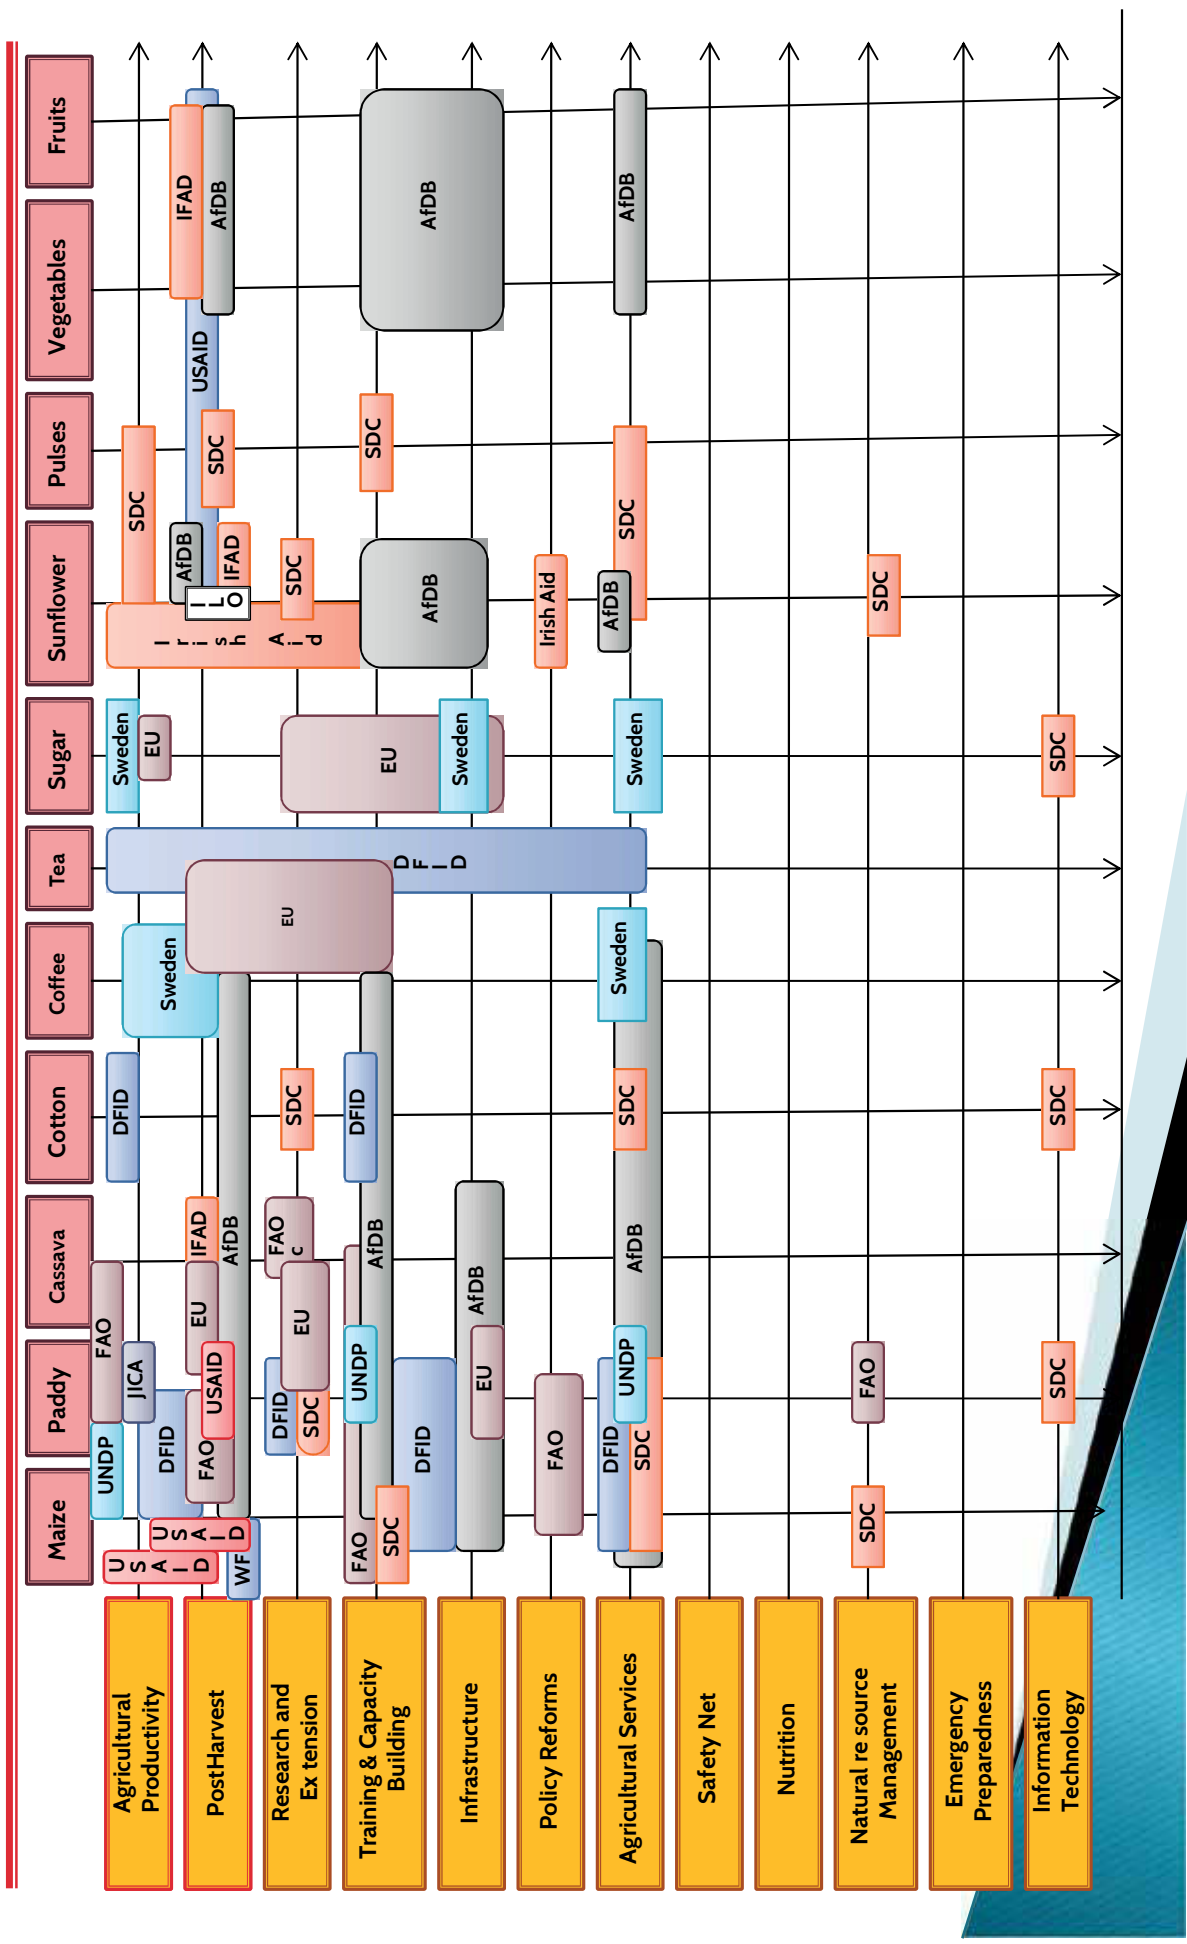 Maize
Paddy
Cassava
Cotton
Coffee
Tea
Sugar
Sunflower
Pulses
Vegetables
Fruits
Agricultural
Productivity
UNDP
FAO
USAID
JICA
DFID
DFID
Sweden
DFID
Sweden
EU
Irish Aid
SDC
PostHarvest
USAID
WF
FAO
USAID
EU
IFAD
AfDB
EU
ILO
AfDB
IFAD
SDC
USAID
IFAD
AfDB
Research and
Ex tension
DFID
SDC
EU
FAO
c
SDC
EU
SDC
Training & Capacity
Building
FAO
SDC
UNDP
AfDB
DFID
DFID
AfDB
SDC
AfDB
Infrastructure
EU
AfDB
Sweden
Policy Reforms
FAO
Irish Aid
Agricultural Services
DFID
SDC
UNDP
AfDB
SDC
Sweden
Sweden
AfDB
SDC
AfDB
Safety Net
Nutrition
Natural re source
Management
SDC
FAO
SDC
Emergency
Preparedness
Information
Technology
SDC
SDC
SDC